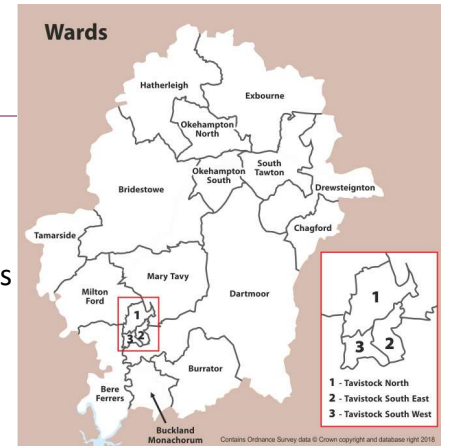 Wards
Hatherleigh
Exbourne
Okehampton
North
Okehampton
South
South
Tawton
Bridestowe
Drewsteignton
Chagford
Tamarside
S
Mary Tavy
Milton
Ford
Dartmoor
1
2
3
1
3
2
Burrator
Bere
Ferrers
1 - Tavistock North
2 - Tavistock South East
3 - Tavistock South West
Buckland
Monachorum
Contains Ordnance Survey data © Crown copyright and database right 2018